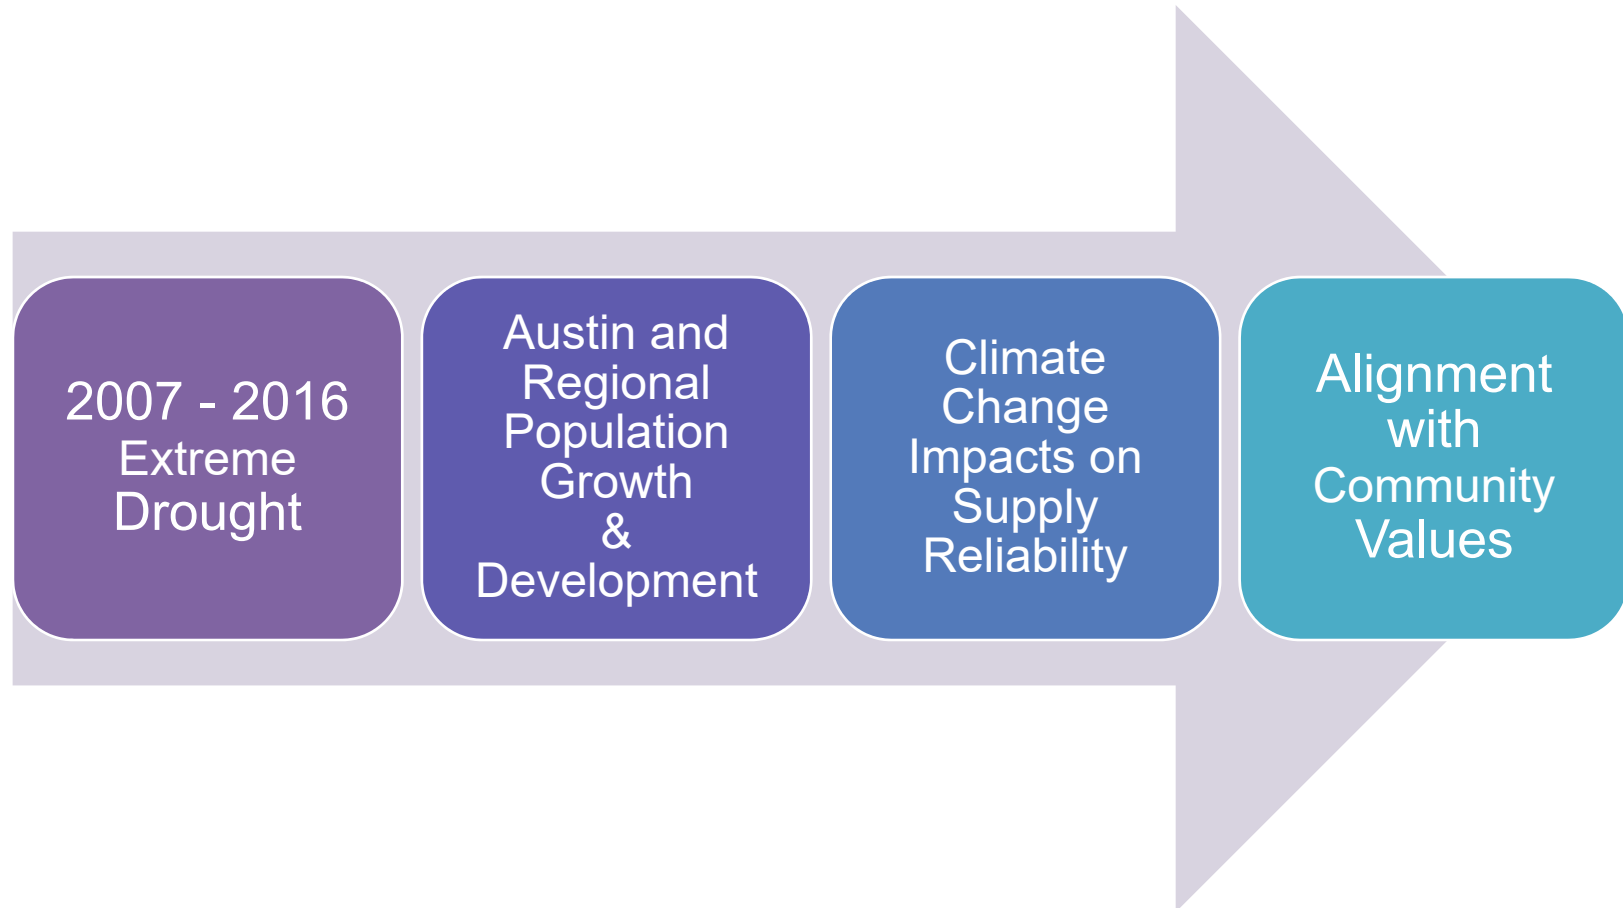 2007 - 2016
Extreme
Drought
Austin and
Regional
Population
Growth
&
Development
Climate
Change
Impacts on
Supply
Reliability
Alignment
with
Community
Values